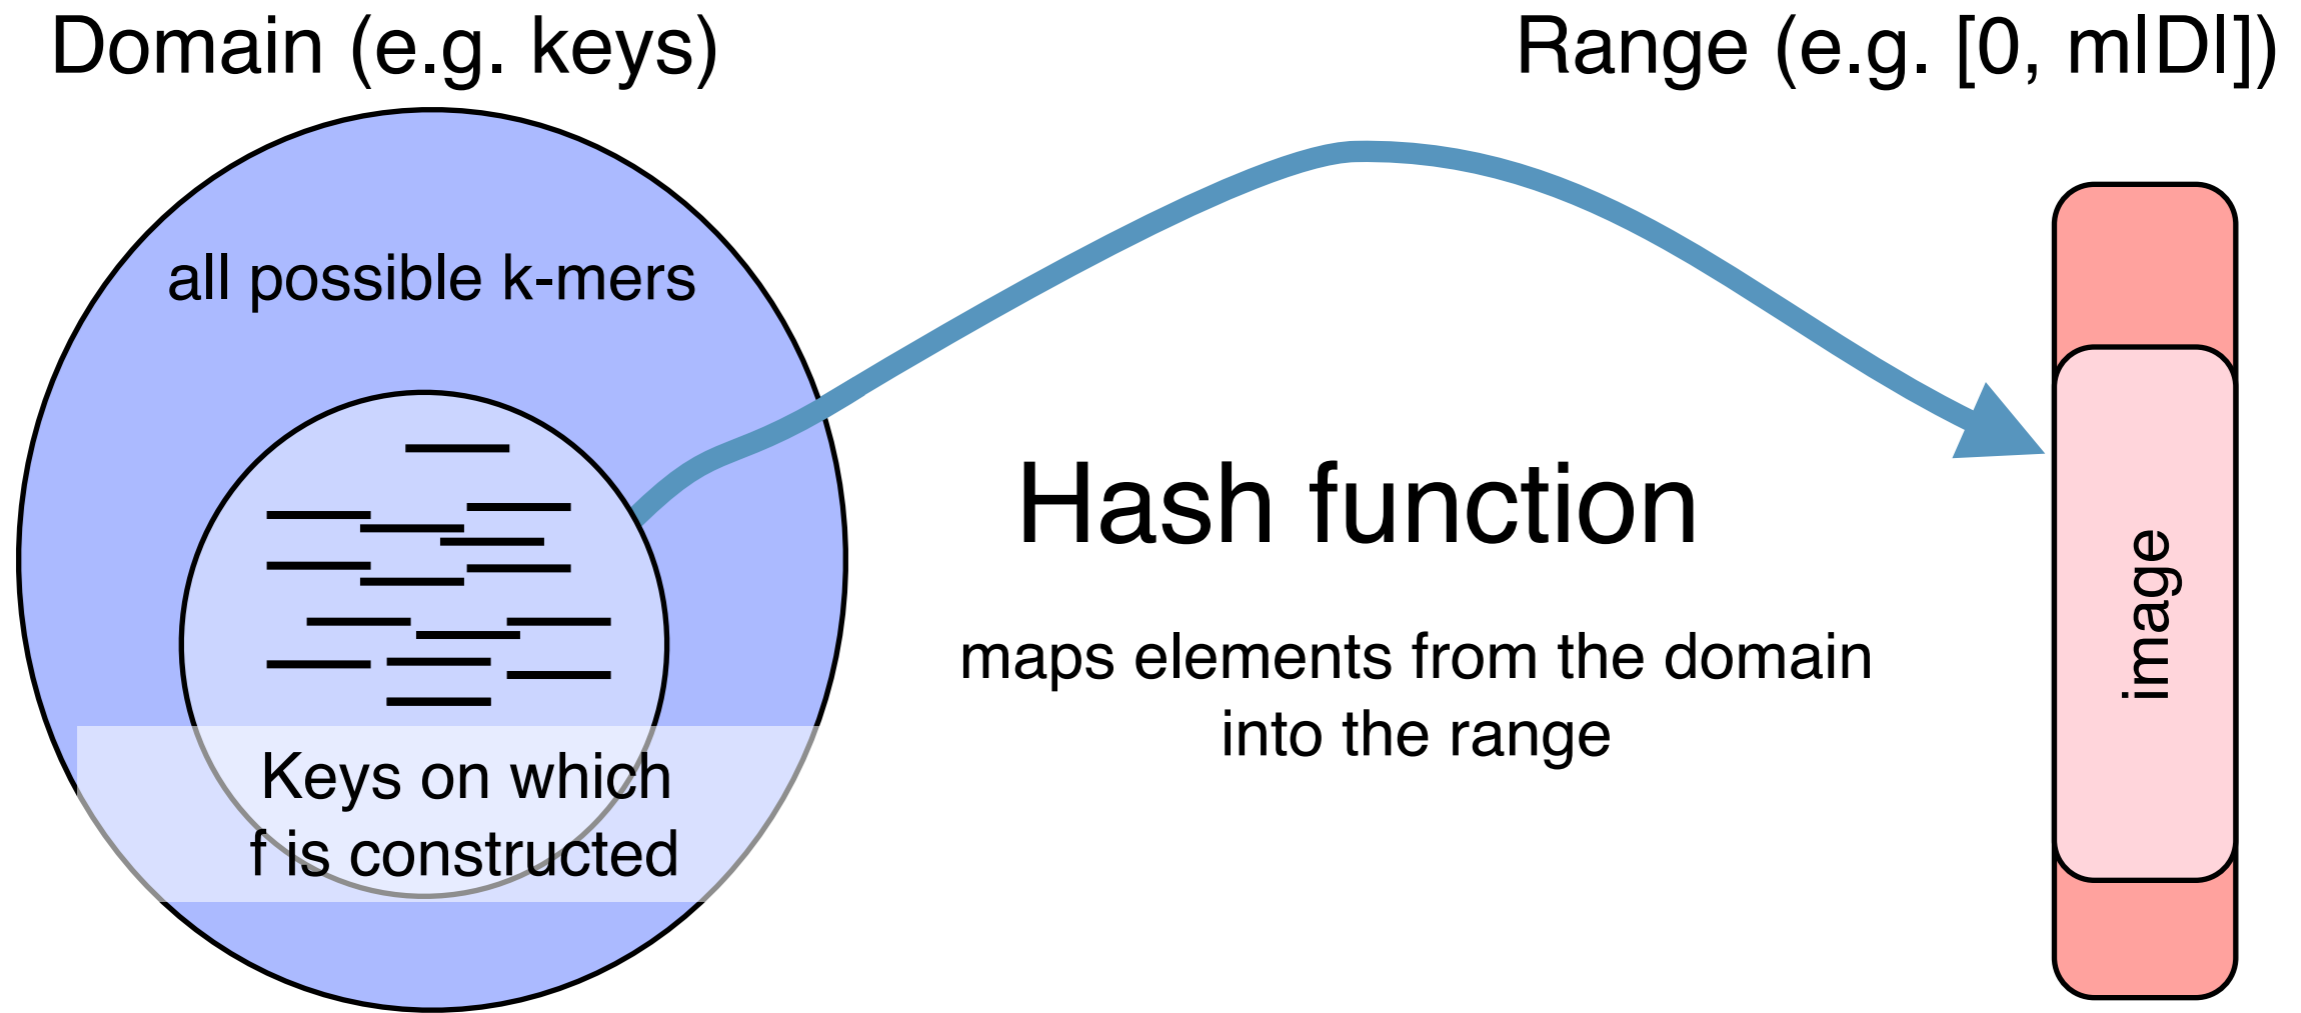 Domain (e.g. keys)
Range (e.g. [0, m|D|])
all possible k-mers
Hash function
maps elements from the domain
into the range
image
Keys on which
f is constructed